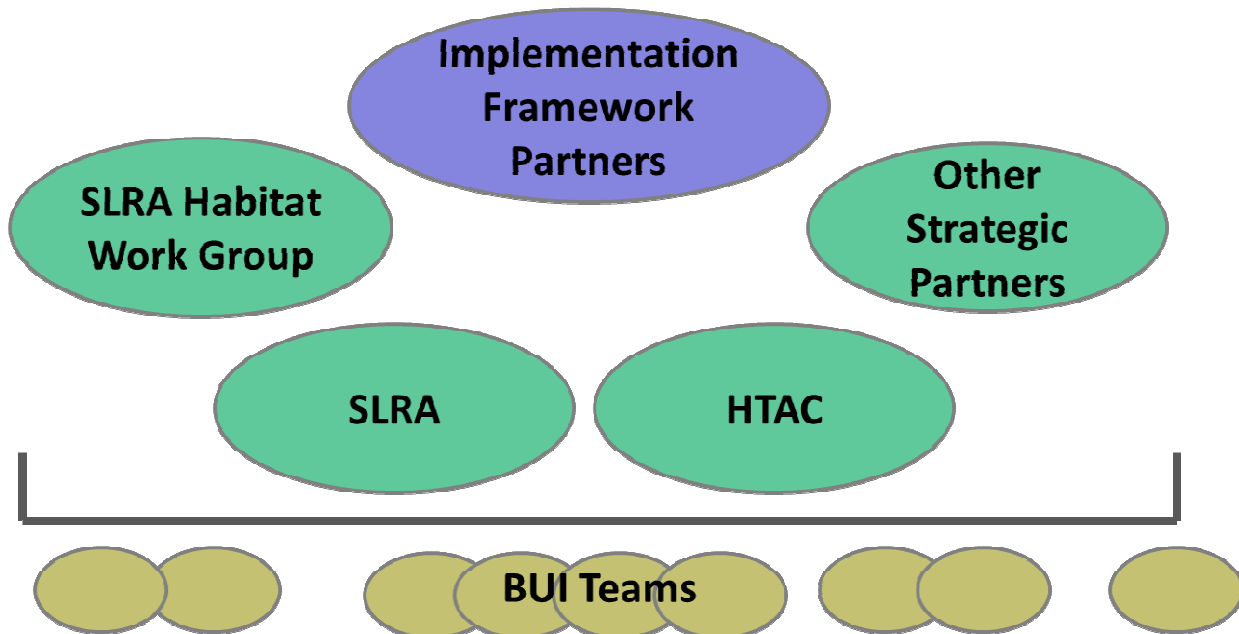 Implementation
Framework
Partners
SLRA Habitat
Work Group
Other
Strategic
Partners
SLRA
HTAC
BUI Teams